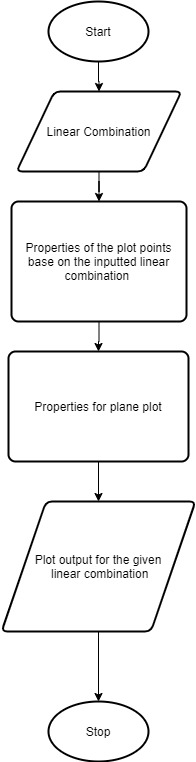 Start
Linear Combination
Properties of the plot points
base on the inputted linear
combination
Properties for plane plot
Plot output for the given
linear combination
Stop